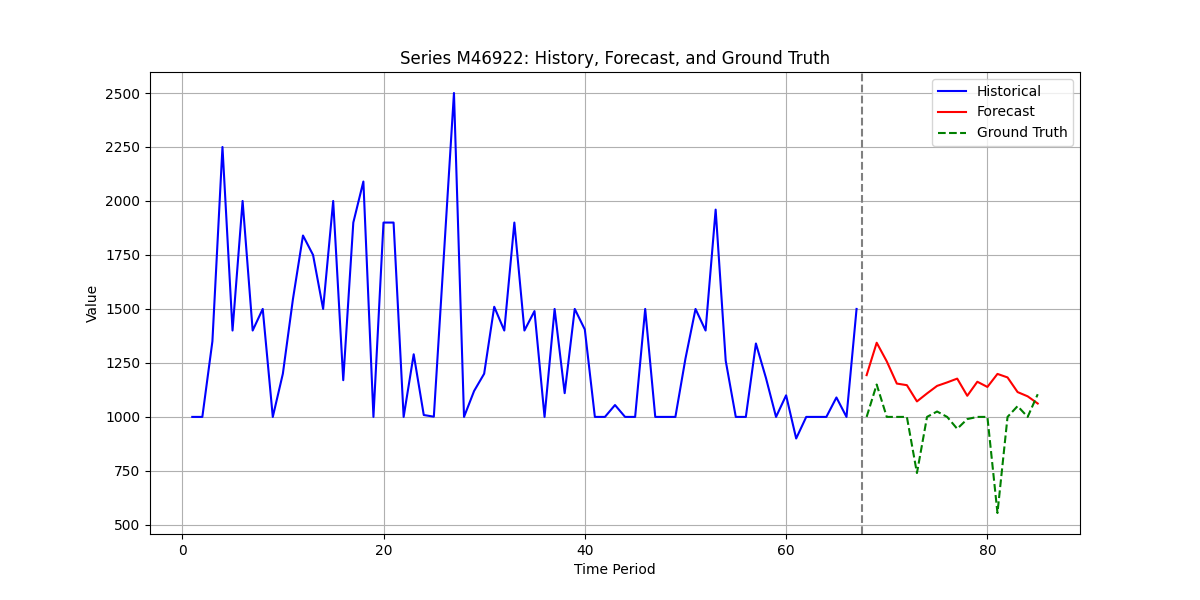 Series M46922: History, Forecast, and Ground Truth
Historical
Forecast
Ground Truth
Value
2500
2250
2000
1750
1500
1250
1000
750
500
0
20
40
60
80
Time Period